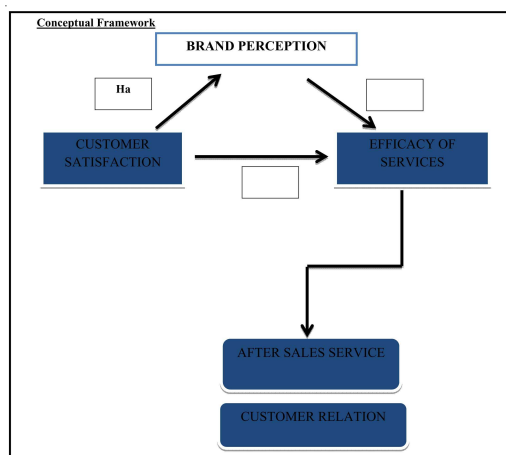 Conceptual Framework
BRAND PERCEPTION
Ha
CUSTOMER
SATISFACTION
EFFICACY OF
SERVICES
AFTER SALES SERVICE
CUSTOMER RELATION